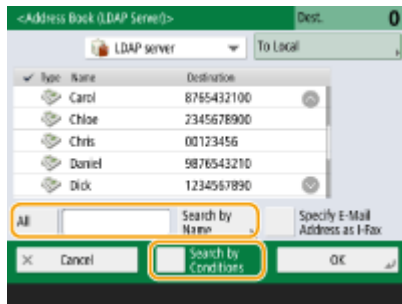 <Address Book (LDAP Server)> Dest. 0
LDAP server To Local
✓ Type Name Destination
Carol 8765432100
Chloe 2345678900
Chris 00123456
Daniel 9876543210
Dick 1234567890
All Search by Name Specify E-Mail Address as I-Fax
× Cancel Search by Conditions OK